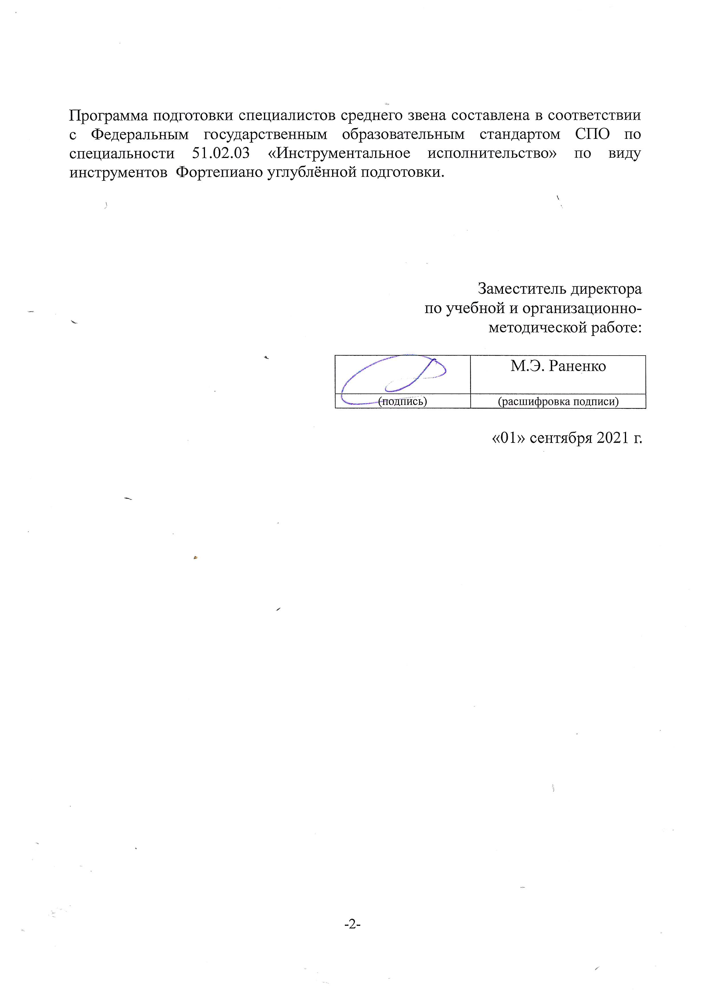 Программа подготовки специалистов среднего звена составлена в соответствии
с Федеральным государственным образовательным стандартом СПО по
специальности 51.02.03 «Инструментальное исполнительство» по виду
инструментов Фортепиано углублённой подготовки.
Заместитель директора
по учебной и организационно-
методической работе:
М.Э. Раненко
(подпись) (расшифровка подписи)
«01» сентября 2021 г.
-2-